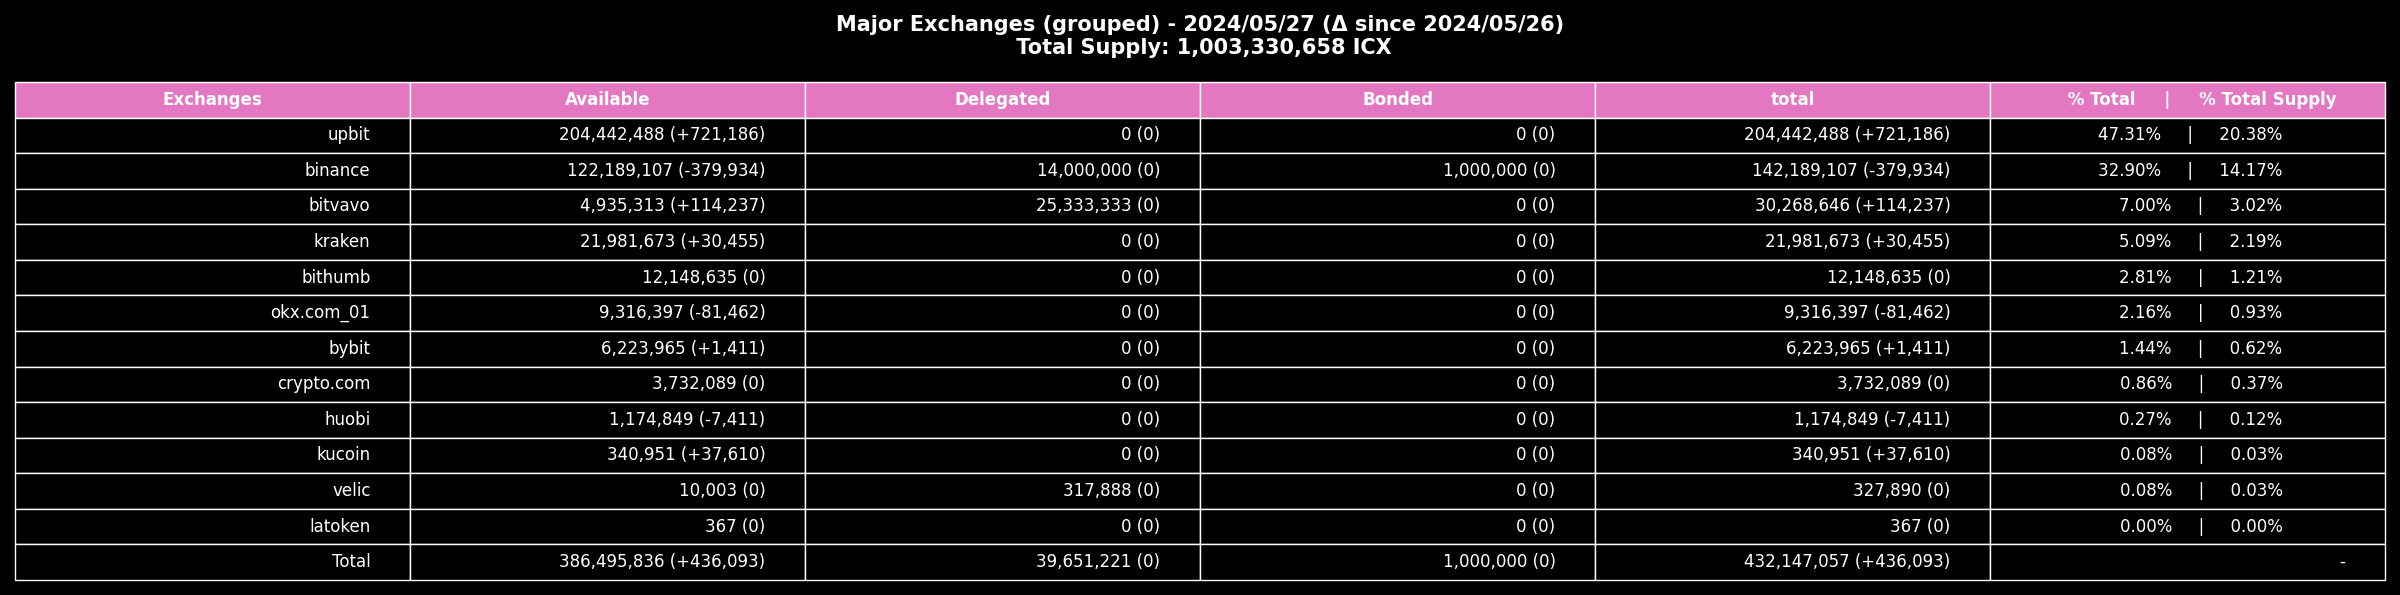 Major Exchanges (grouped) - 2024/05/27 (Δ since 2024/05/26)
Total Supply: 1,003,330,658 ICX
Exchanges Available Delegated Bonded total % Total | % Total Supply
upbit 204,442,488 (+721,186) 0 (0) 0 (0) 204,442,488 (+721,186) 47.31% | 20.38%
binance 122,189,107 (-379,934) 14,000,000 (0) 1,000,000 (0) 142,189,107 (-379,934) 32.90% | 14.17%
bitvavo 4,935,313 (+114,237) 25,333,333 (0) 0 (0) 30,268,646 (+114,237) 7.00% | 3.02%
kraken 21,981,673 (+30,455) 0 (0) 0 (0) 21,981,673 (+30,455) 5.09% | 2.19%
bithumb 12,148,635 (0) 0 (0) 0 (0) 12,148,635 (0) 2.81% | 1.21%
okx.com_01 9,316,397 (-81,462) 0 (0) 0 (0) 9,316,397 (-81,462) 2.16% | 0.93%
bybit 6,223,965 (+1,411) 0 (0) 0 (0) 6,223,965 (+1,411) 1.44% | 0.62%
crypto.com 3,732,089 (0) 0 (0) 0 (0) 3,732,089 (0) 0.86% | 0.37%
huobi 1,174,849 (-7,411) 0 (0) 0 (0) 1,174,849 (-7,411) 0.27% | 0.12%
kucoin 340,951 (+37,610) 0 (0) 0 (0) 340,951 (+37,610) 0.08% | 0.03%
velic 10,003 (0) 317,888 (0) 0 (0) 327,890 (0) 0.08% | 0.03%
latoken 367 (0) 0 (0) 0 (0) 367 (0) 0.00% | 0.00%
Total 386,495,836 (+436,093) 39,651,221 (0) 1,000,000 (0) 432,147,057 (+436,093) -